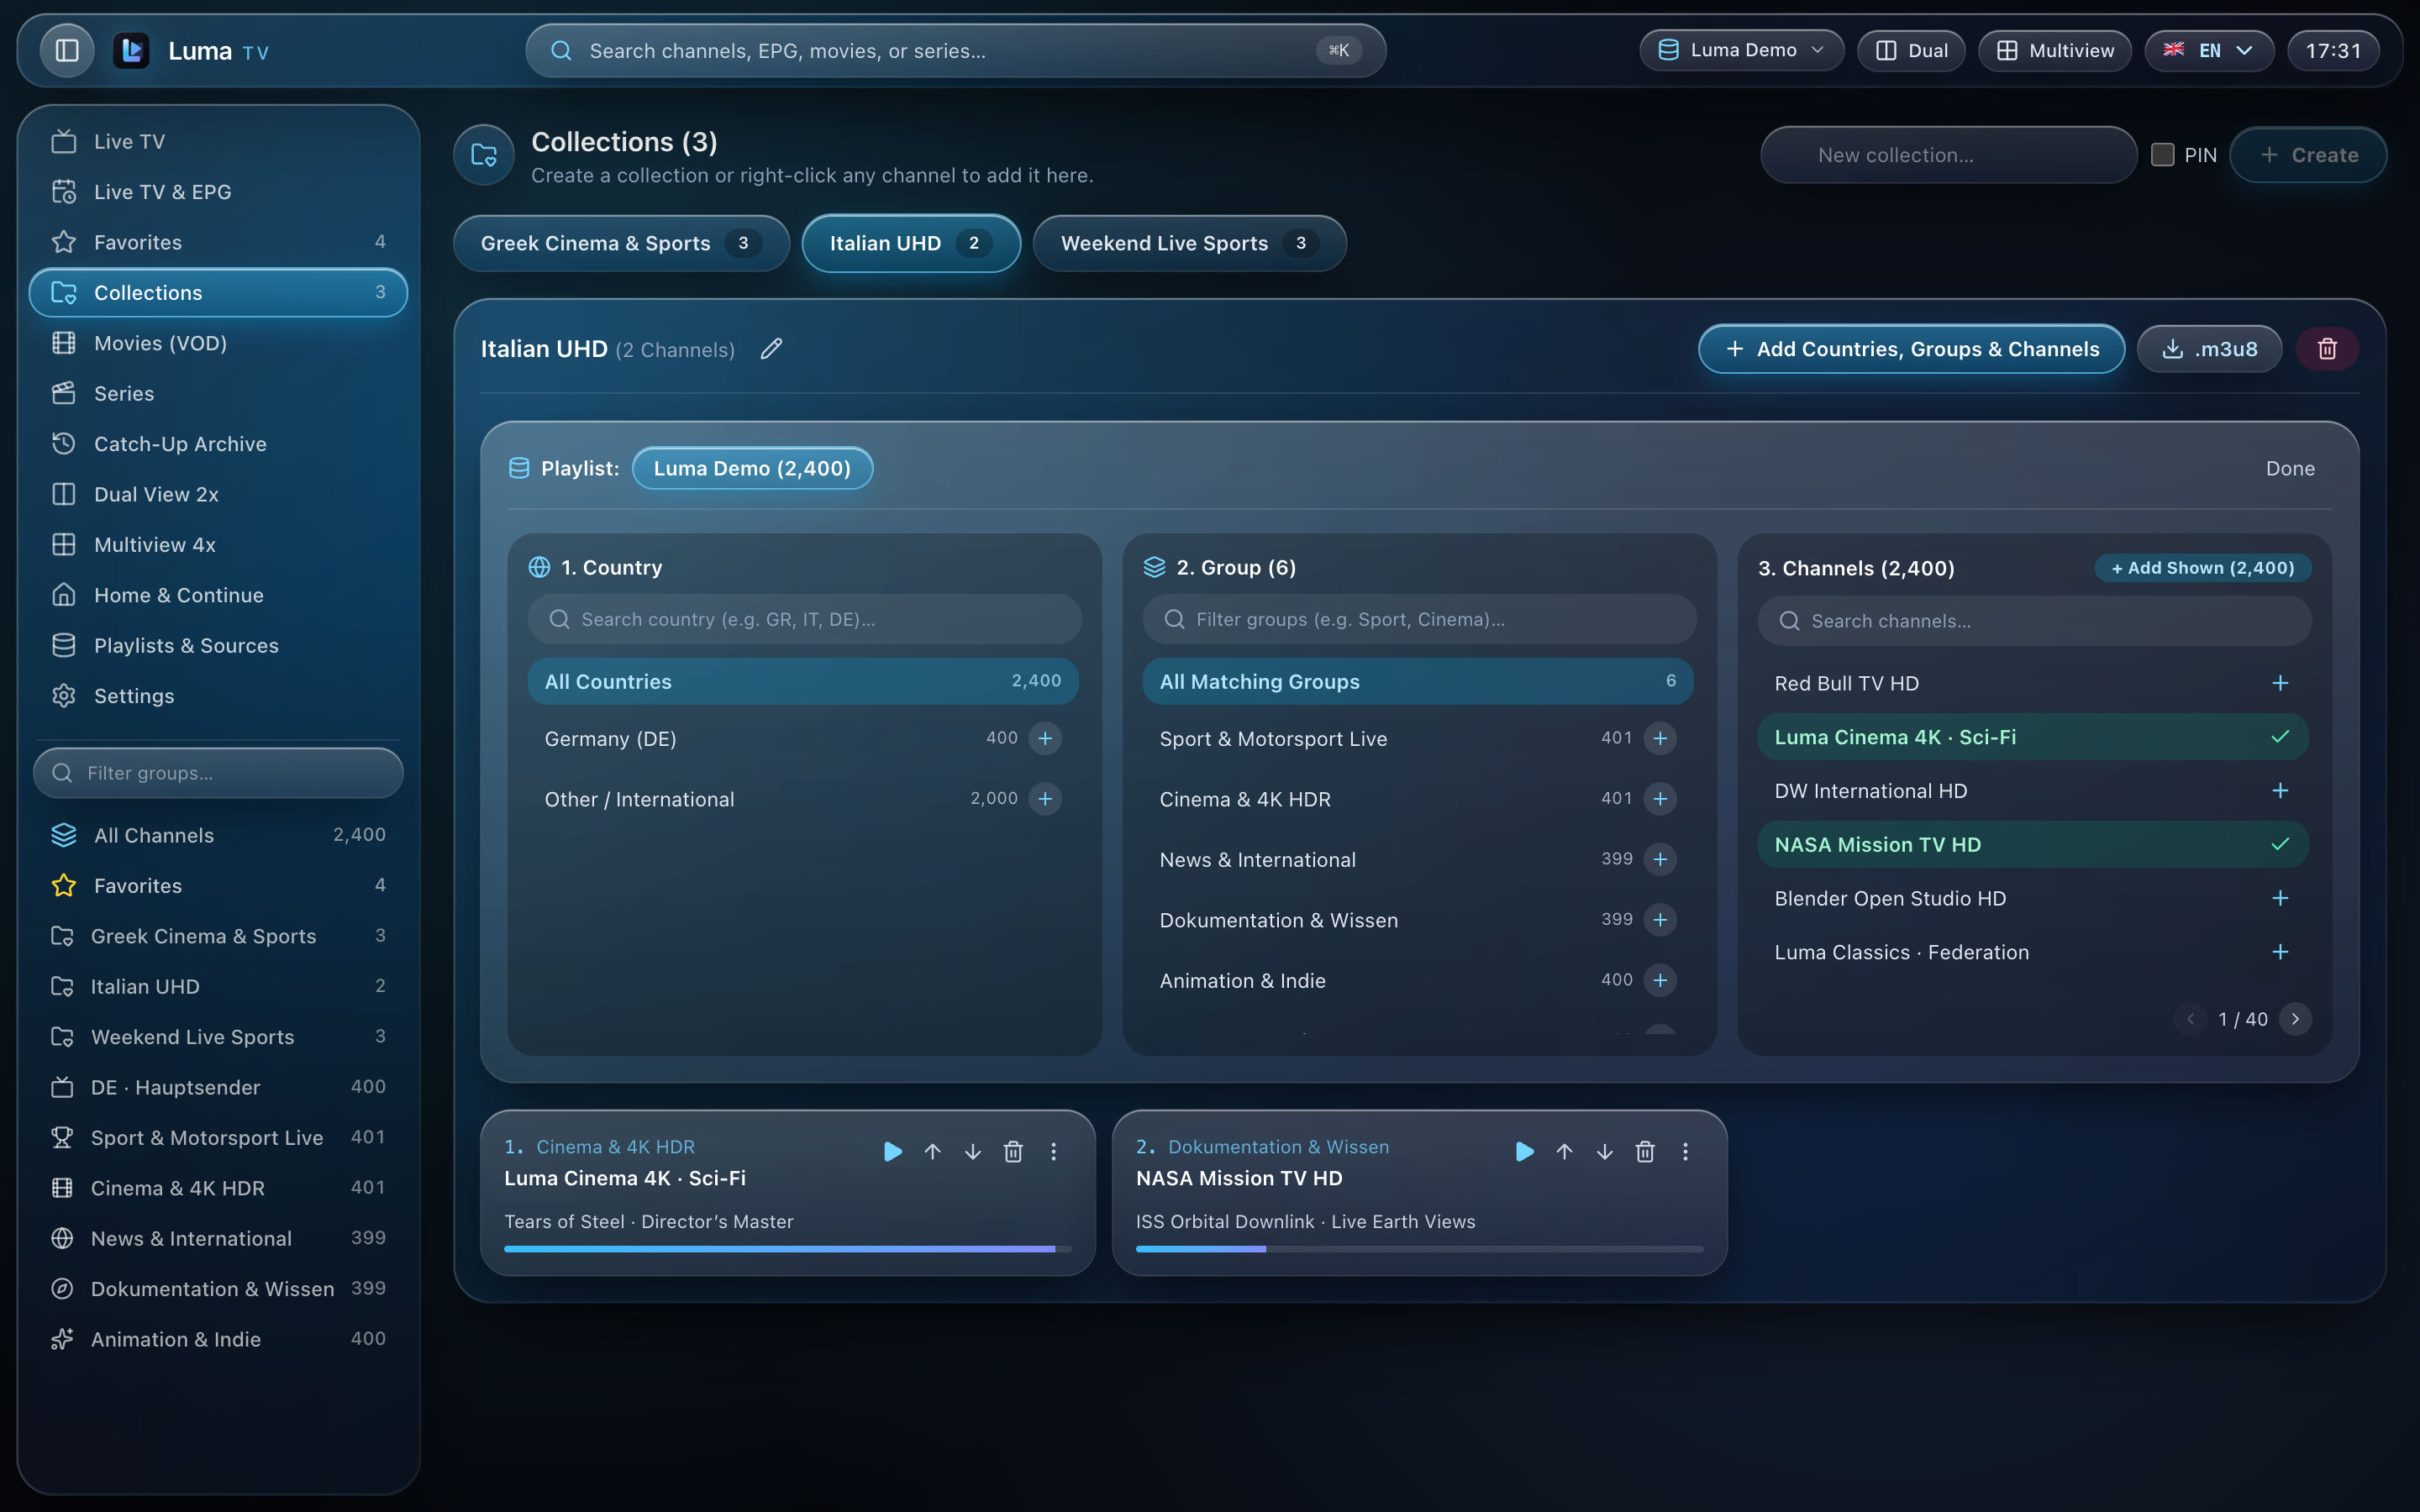 Luma TV
Search channels, EPG, movies, or series...
⌘K
Luma Demo
Dual
Multiview
EN
17:31
Live TV
Live TV & EPG
Favorites 4
Collections 3
Movies (VOD)
Series
Catch-Up Archive
Dual View 2x
Multiview 4x
Home & Continue
Playlists & Sources
Settings
Filter groups...
All Channels 2,400
Favorites 4
Greek Cinema & Sports 3
Italian UHD 2
Weekend Live Sports 3
DE · Hauptsender 400
Sport & Motorsport Live 401
Cinema & 4K HDR 401
News & International 399
Dokumentation & Wissen 399
Animation & Indie 400
Collections (3)
Create a collection or right-click any channel to add it here.
New collection...
PIN
+ Create
Greek Cinema & Sports 3
Italian UHD 2
Weekend Live Sports 3
Italian UHD (2 Channels)
+ Add Countries, Groups & Channels
.m3u8
Playlist: Luma Demo (2,400)
Done
1. Country
Search country (e.g. GR, IT, DE)...
All Countries 2,400
Germany (DE) 400 +
Other / International 2,000 +
2. Group (6)
Filter groups (e.g. Sport, Cinema)...
All Matching Groups 6
Sport & Motorsport Live 401 +
Cinema & 4K HDR 401 +
News & International 399 +
Dokumentation & Wissen 399 +
Animation & Indie 400 +
3. Channels (2,400)
+ Add Shown (2,400)
Search channels...
Red Bull TV HD +
Luma Cinema 4K · Sci-Fi ✓
DW International HD +
NASA Mission TV HD ✓
Blender Open Studio HD +
Luma Classics · Federation +
1 / 40
1. Cinema & 4K HDR
Luma Cinema 4K · Sci-Fi
Tears of Steel · Director's Master
2. Dokumentation & Wissen
NASA Mission TV HD
ISS Orbital Downlink · Live Earth Views